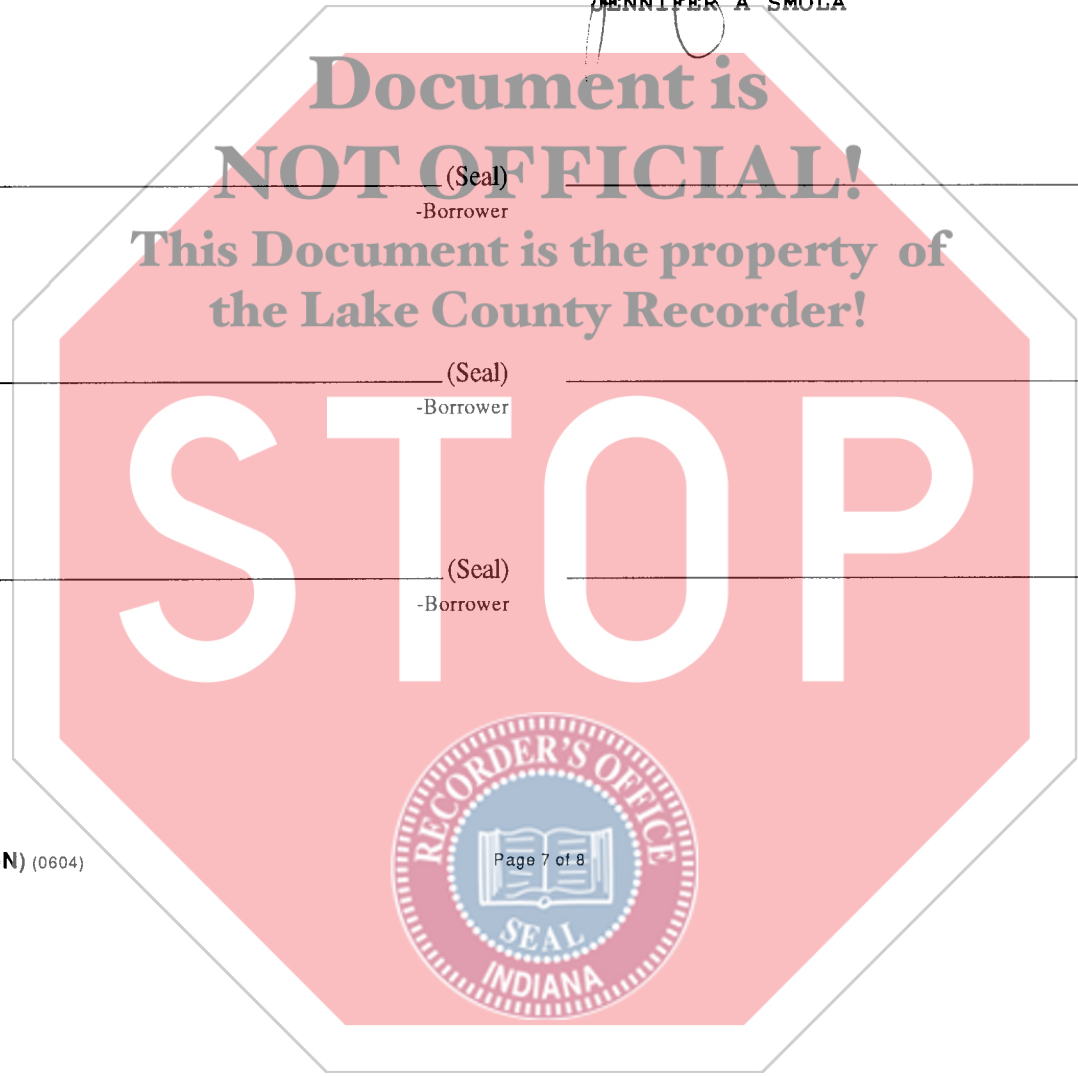 JENNIFER A SMOLA
Document is
NOT OFFICIAL!
(Seal)
-Borrower
This Document is the property of
the Lake County Recorder!
(Seal)
-Borrower
STOP
(Seal)
-Borrower
RECORDER'S OFFICE
N) (0604)
Page 7 of 8
SEAL
INDIANA